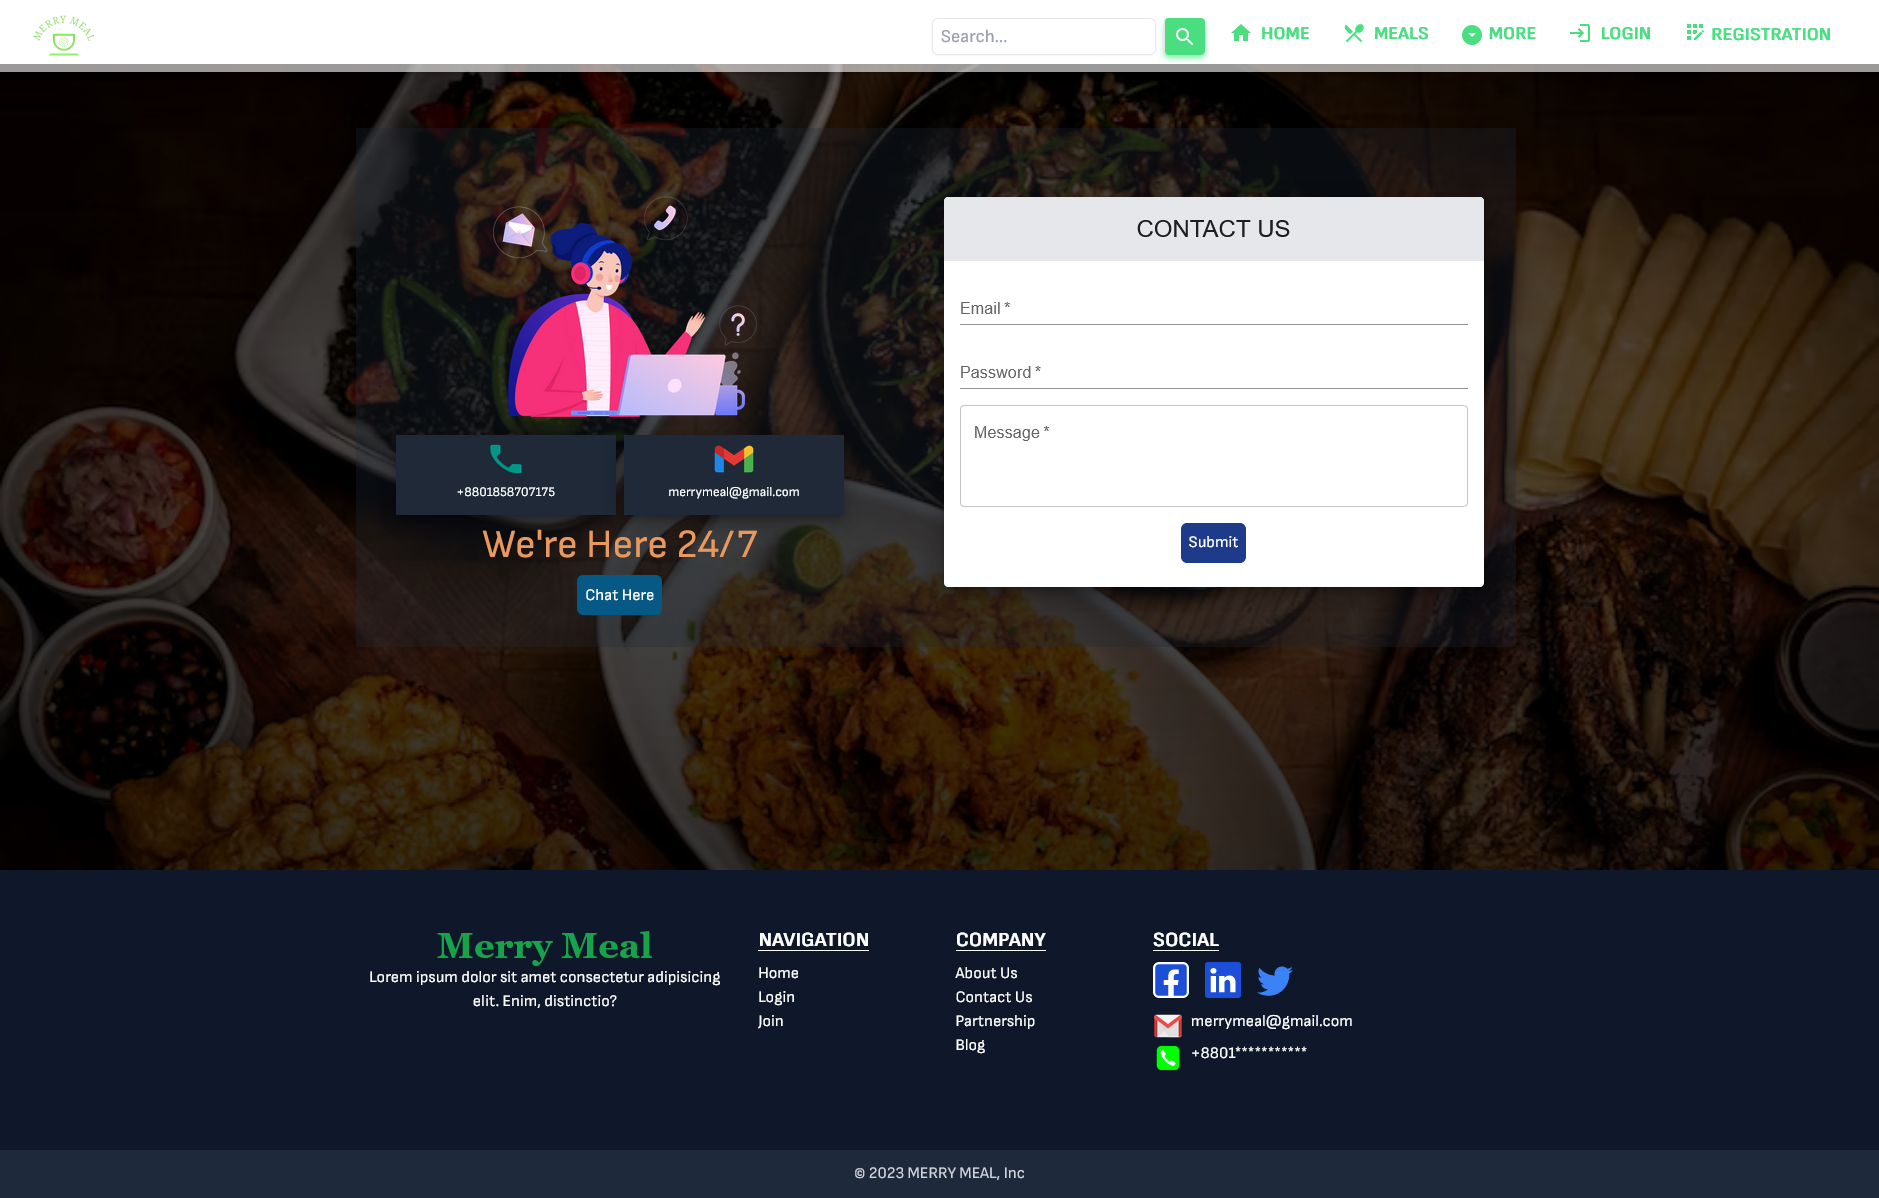 MERRY MEAL
Search...
HOME
MEALS
MORE
LOGIN
REGISTRATION
?
+8801858707175
merrymeal@gmail.com
We're Here 24/7
Chat Here
CONTACT US
Email *
Password *
Message *
Submit
Merry Meal
Lorem ipsum dolor sit amet consectetur adipisicing
elit. Enim, distinctio?
NAVIGATION
Home
Login
Join
COMPANY
About Us
Contact Us
Partnership
Blog
SOCIAL
f
in
merrymeal@gmail.com
+8801***********
© 2023 MERRY MEAL, Inc